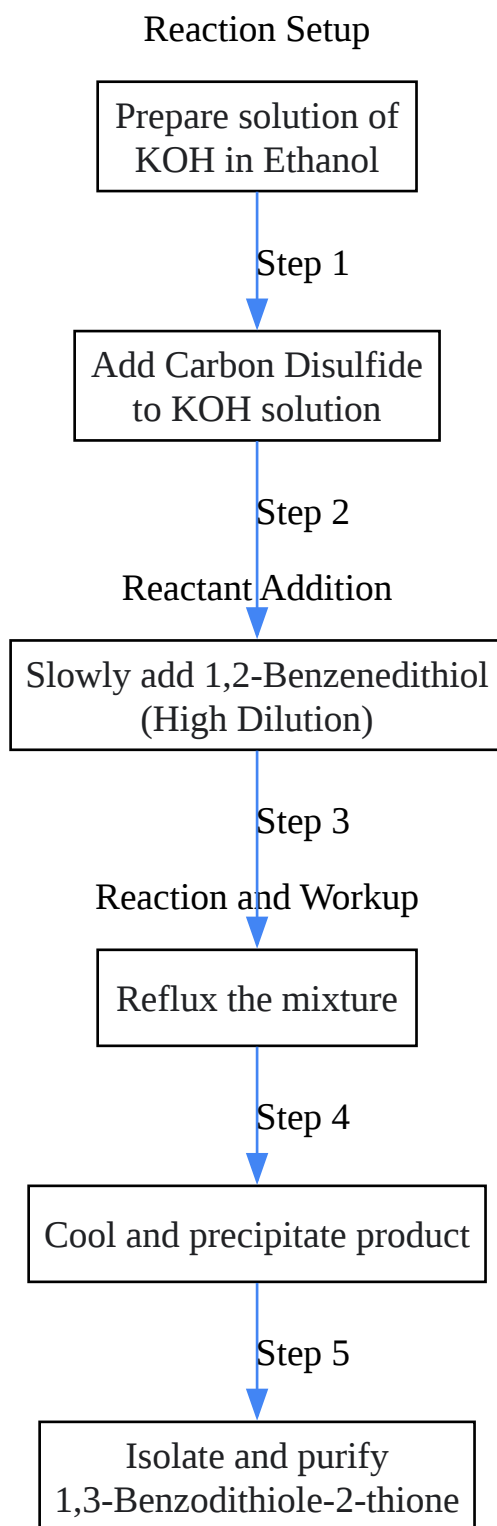 Reaction Setup
Prepare solution of
KOH in Ethanol
Step 1
Add Carbon Disulfide
to KOH solution
Step 2
Reactant Addition
Slowly add 1,2-Benzenedithiol
(High Dilution)
Step 3
Reaction and Workup
Reflux the mixture
Step 4
Cool and precipitate product
Step 5
Isolate and purify
1,3-Benzodithiole-2-thione